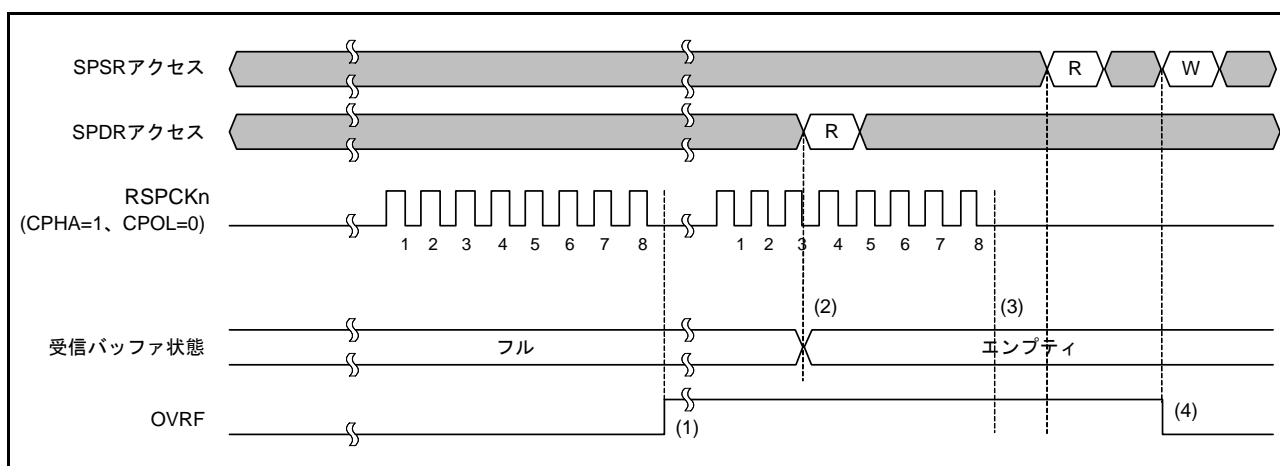 SPSRアクセス
R
W
SPDRアクセス
R
RSPCKn
(CPHA=1、CPOL=0)
1 2 3 4 5 6 7 8
1 2 3 4 5 6 7 8
(2)
(3)
受信バッファ状態
フル
エンプティ
OVRF
(1)
(4)